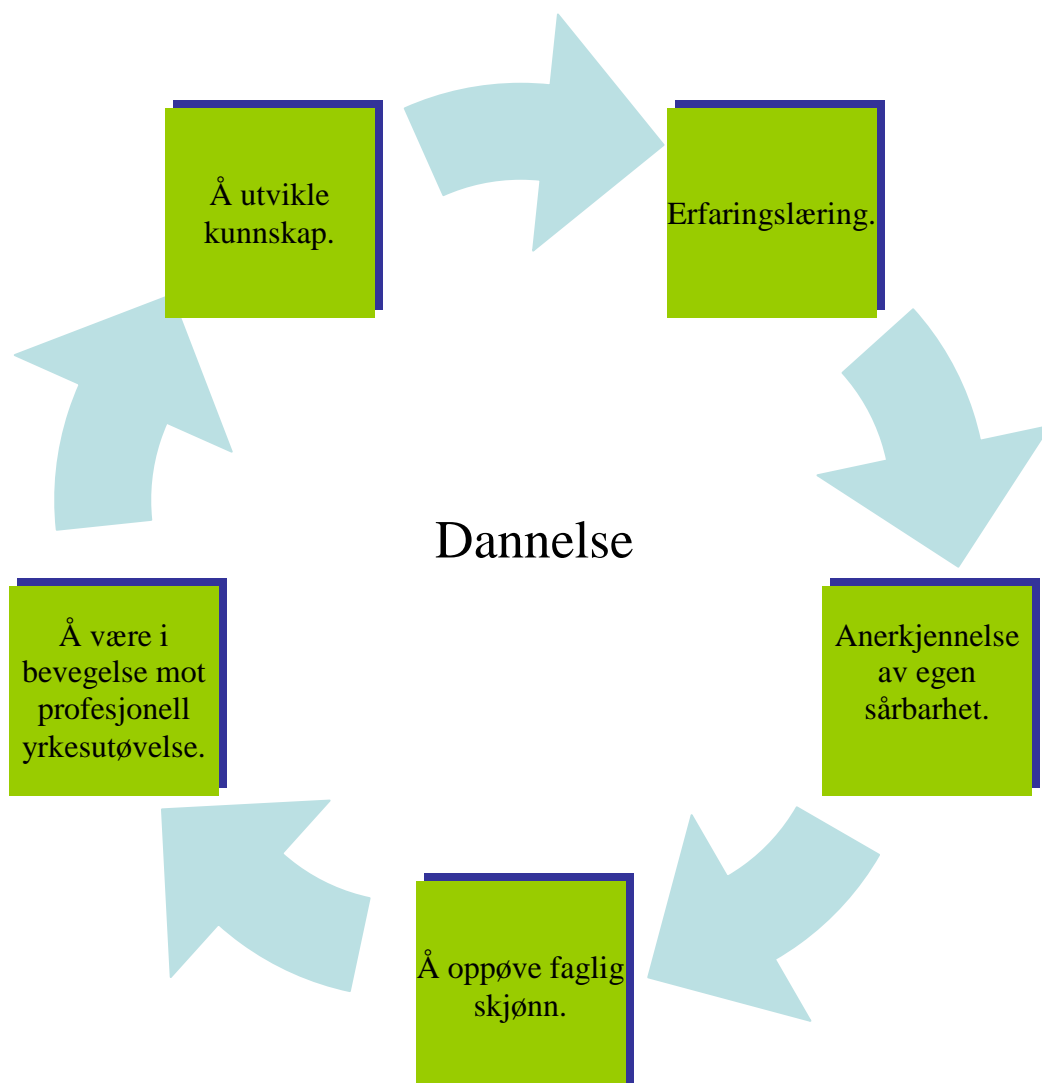 Å utvikle
kunnskap.
Erfaringslæring.
Dannelse
Anerkjennelse
av egen
sårbarhet.
Å være i
bevegelse mot
profesjonell
yrkesutøvelse.
Å oppøve faglig
skjønn.